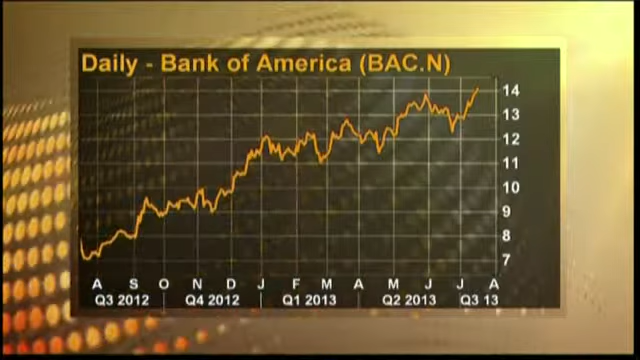 Daily - Bank of America (BAC.N)
14
13
12
11
10
9
8
7
A S O N D J F M A M J J A
Q3 2012 Q4 2012 Q1 2013 Q2 2013 Q3 13